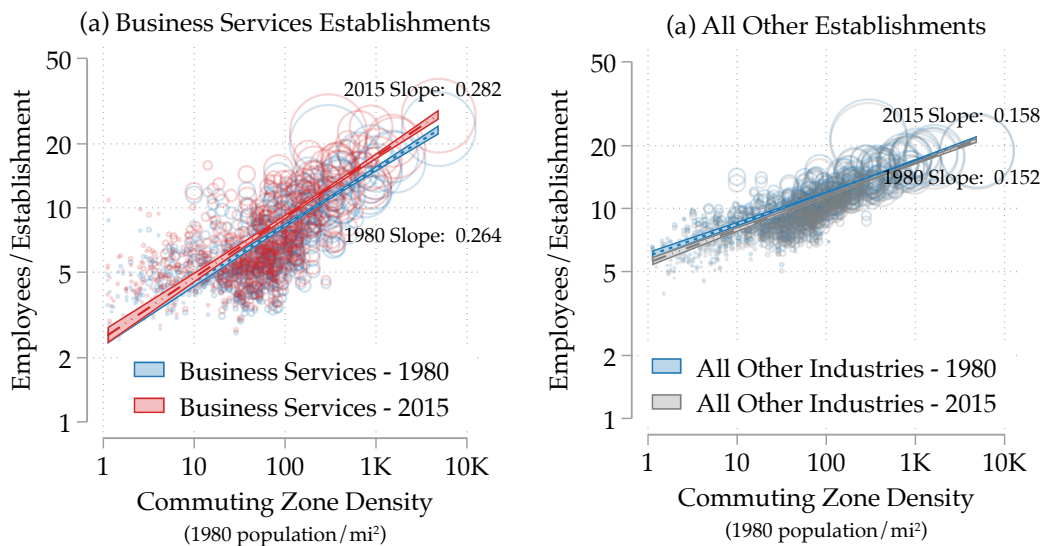 (a) Business Services Establishments
Employees/Establishment
50
20
10
5
2
1
2015 Slope: 0.282
1980 Slope: 0.264
Business Services - 1980
Business Services - 2015
1 10 100 1K 10K
Commuting Zone Density
(1980 population/mi²)
(a) All Other Establishments
Employees/Establishment
50
20
10
5
2
1
2015 Slope: 0.158
1980 Slope: 0.152
All Other Industries - 1980
All Other Industries - 2015
1 10 100 1K 10K
Commuting Zone Density
(1980 population/mi²)